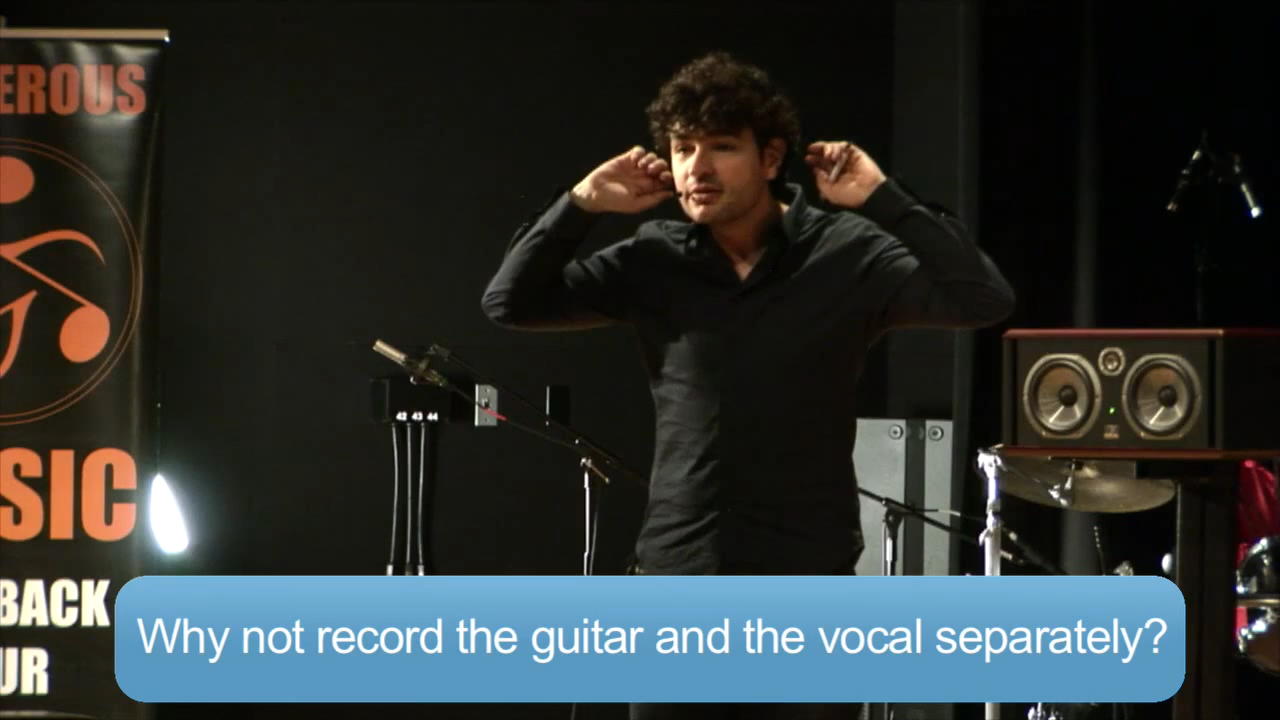 EROUS
SIC
BACK
UR
42 43 44
Why not record the guitar and the vocal separately?